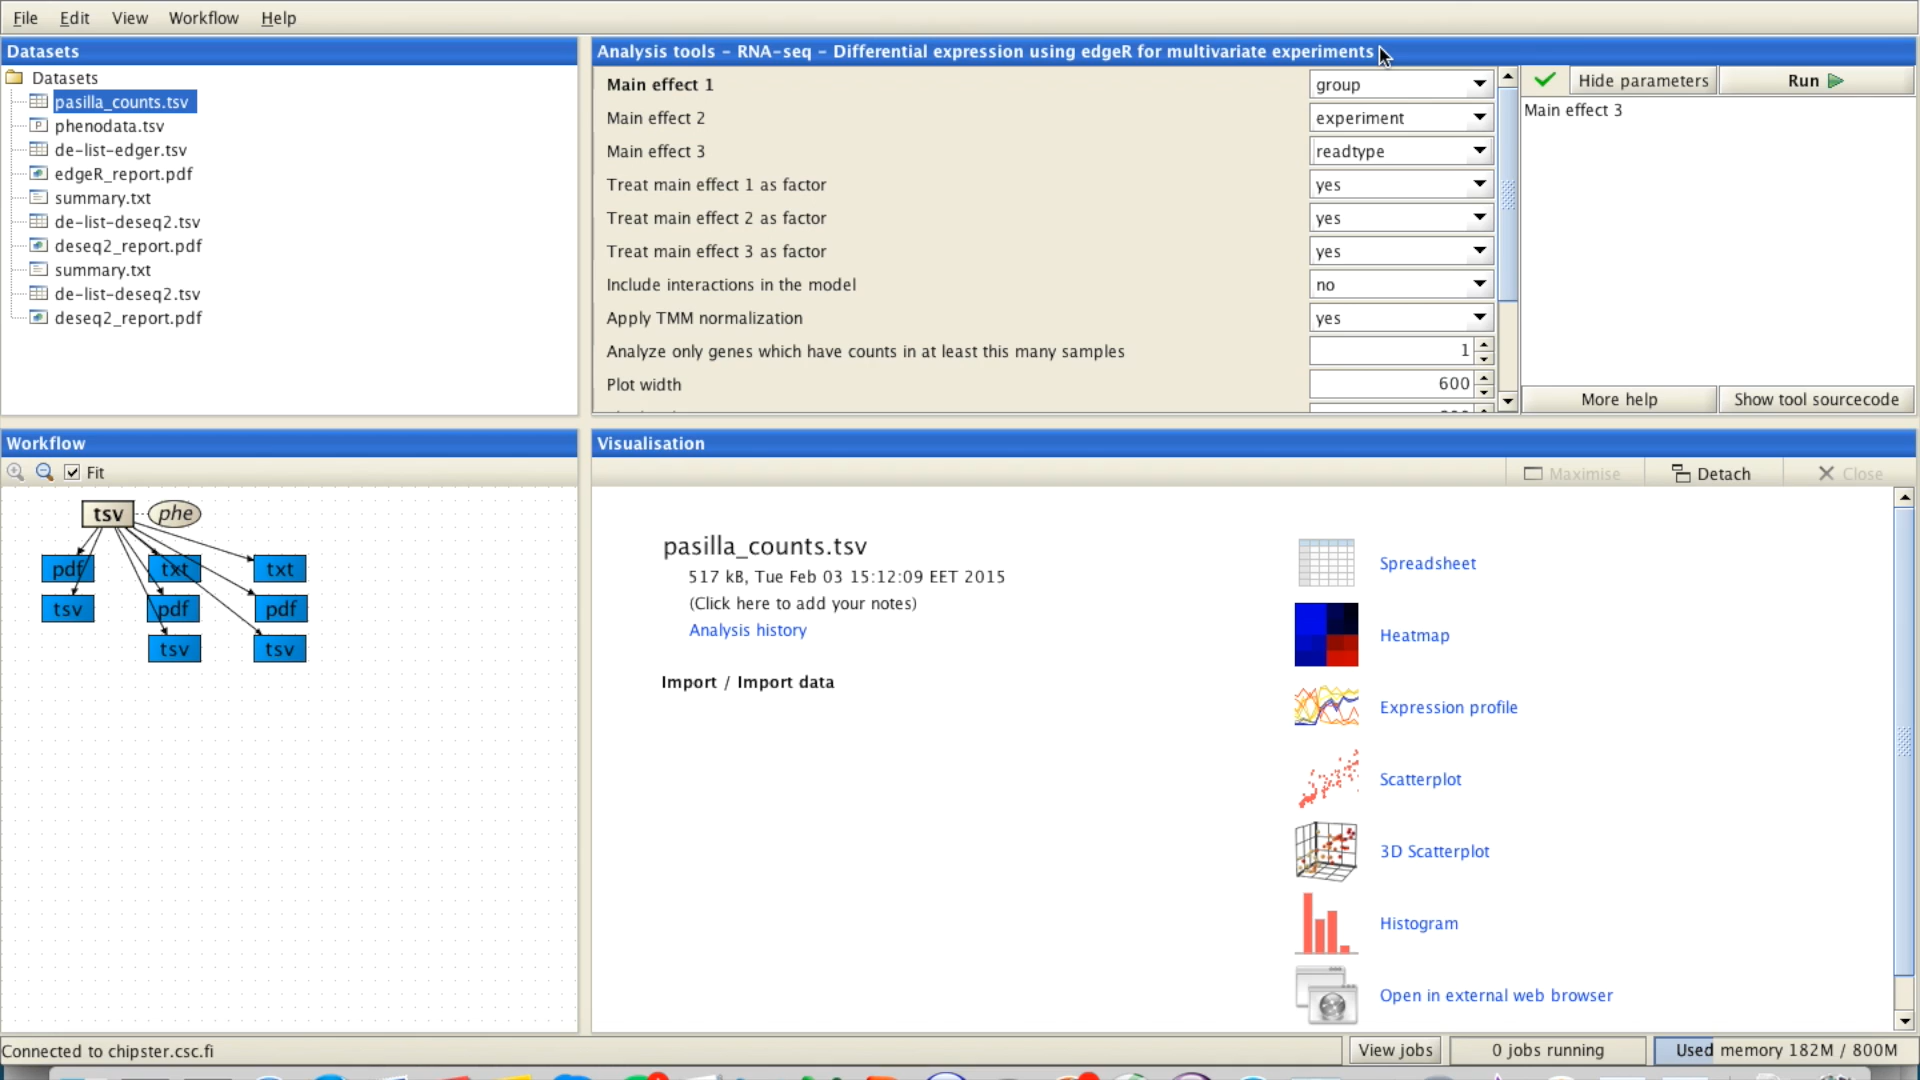 File Edit View Workflow Help
Datasets
Datasets
pasilla_counts.tsv
phenodata.tsv
de-list-edger.tsv
edgeR_report.pdf
summary.txt
de-list-deseq2.tsv
deseq2_report.pdf
summary.txt
de-list-deseq2.tsv
deseq2_report.pdf
Analysis tools - RNA-seq - Differential expression using edgeR for multivariate experiments
Main effect 1 group
Main effect 2 experiment
Main effect 3 readtype
Treat main effect 1 as factor yes
Treat main effect 2 as factor yes
Treat main effect 3 as factor yes
Include interactions in the model no
Apply TMM normalization yes
Analyze only genes which have counts in at least this many samples 1
Plot width 600
Hide parameters Run
Main effect 3
More help Show tool sourcecode
Workflow
Fit
tsv phe
pdf txt txt
tsv pdf pdf
tsv tsv
Visualisation
Maximise Detach Close
pasilla_counts.tsv
517 kB, Tue Feb 03 15:12:09 EET 2015
(Click here to add your notes)
Analysis history
Import / Import data
Spreadsheet
Heatmap
Expression profile
Scatterplot
3D Scatterplot
Histogram
Open in external web browser
Connected to chipster.csc.fi View jobs 0 jobs running Used memory 182M / 800M